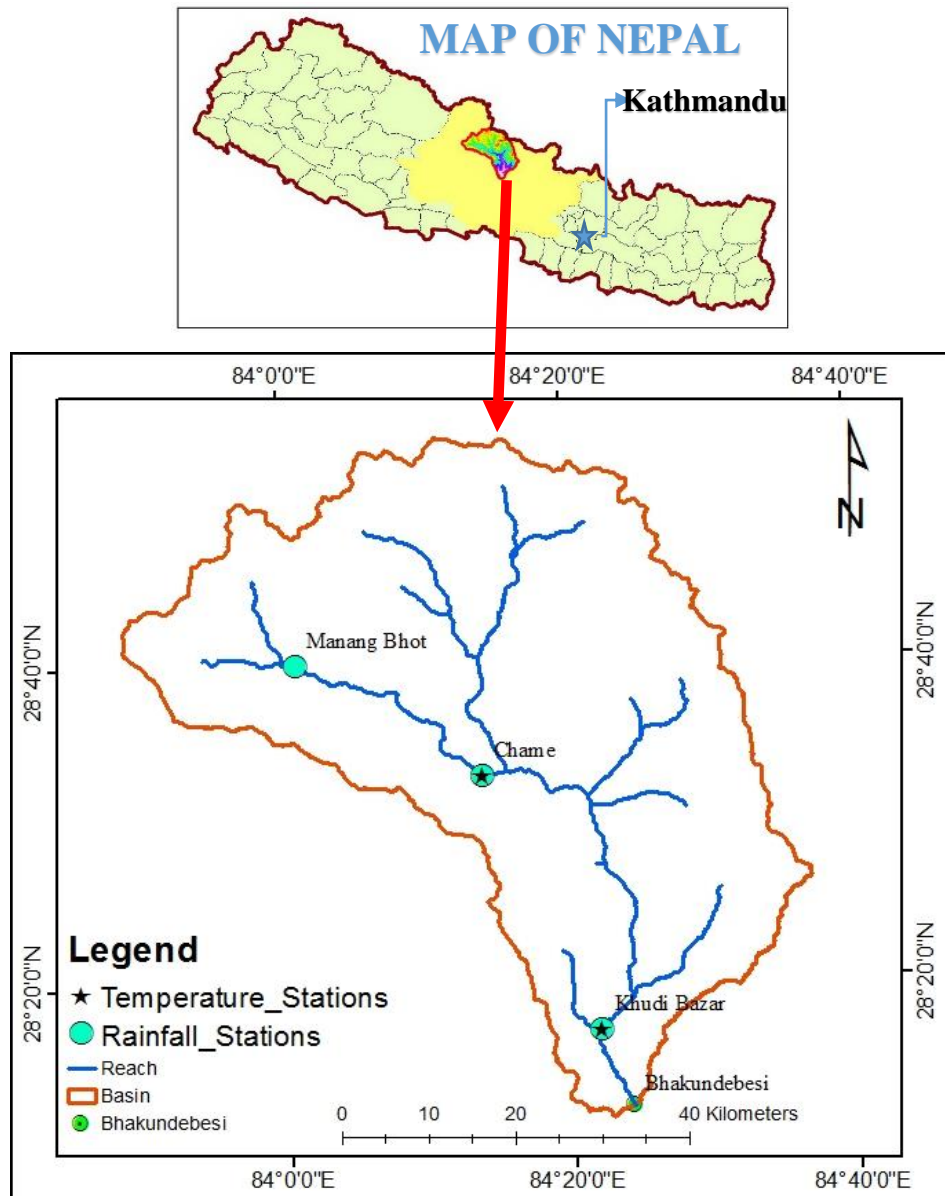 MAP OF NEPAL
Kathmandu
84°0'0"E 84°20'0"E 84°40'0"E
N
Manang Bhot
28°40'0"N 28°40'0"N
Chame
Legend
Temperature_Stations
Rainfall_Stations
Reach
Basin
Bhakundebesi
28°20'0"N 28°20'0"N
Khudi Bazar
Bhakundebesi
0 10 20 40 Kilometers
84°0'0"E 84°20'0"E 84°40'0"E